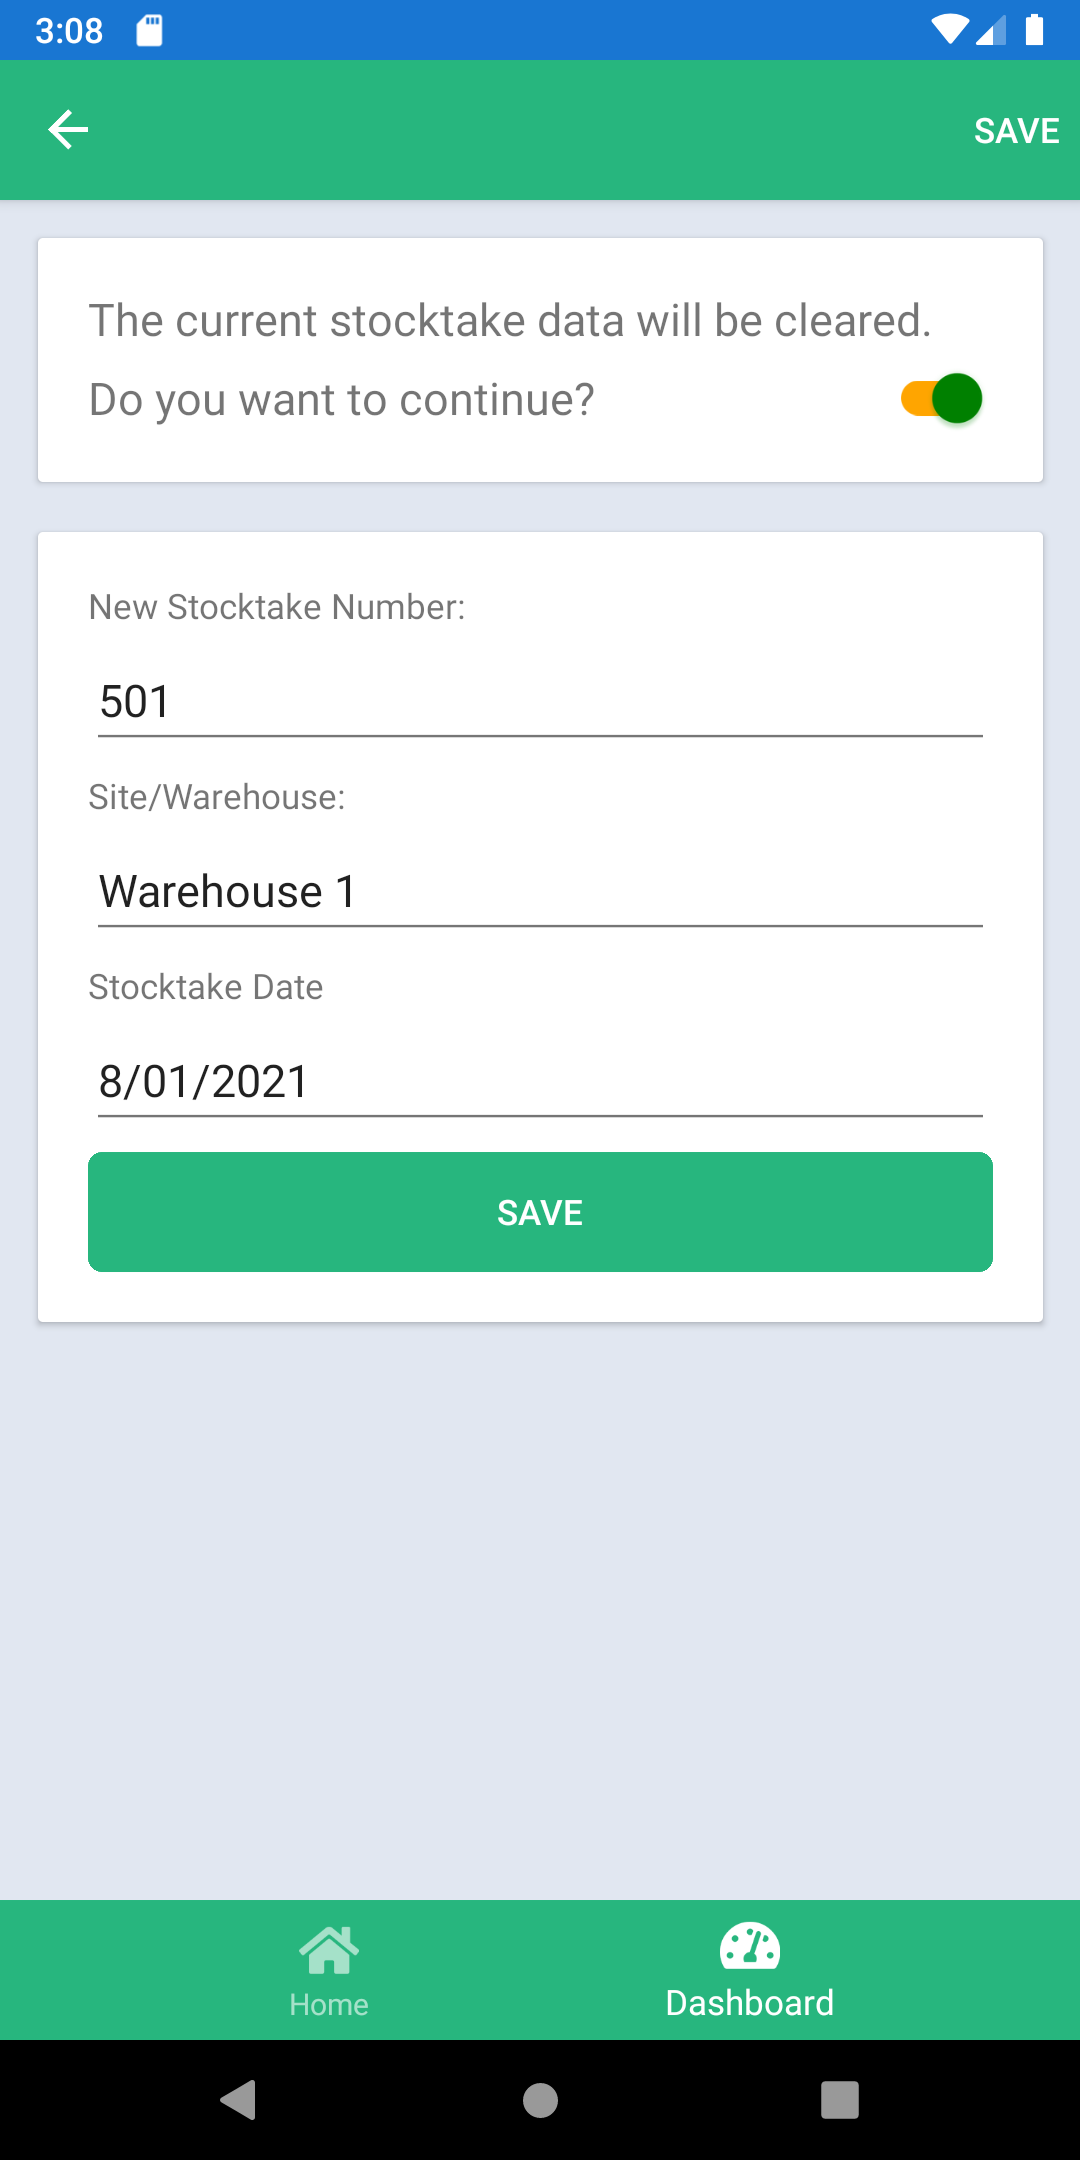 3:08
SAVE
The current stocktake data will be cleared.
Do you want to continue?
New Stocktake Number:
501
Site/Warehouse:
Warehouse 1
Stocktake Date
8/01/2021
SAVE
Home
Dashboard